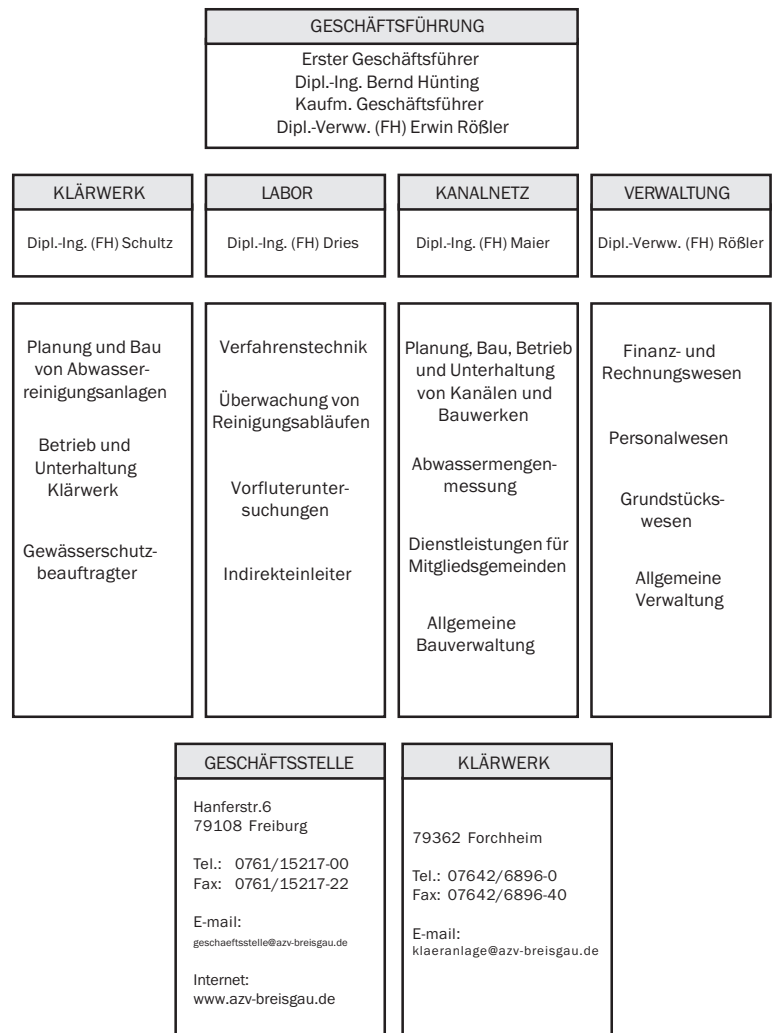 GESCHÄFTSFÜHRUNG
Erster Geschäftsführer
Dipl.-Ing. Bernd Hünting
Kaufm. Geschäftsführer
Dipl.-Verww. (FH) Erwin Rößler
KLÄRWERK
Dipl.-Ing. (FH) Schultz
LABOR
Dipl.-Ing. (FH) Dries
KANALNETZ
Dipl.-Ing. (FH) Maier
VERWALTUNG
Dipl.-Verww. (FH) Rößler
Planung und Bau
von Abwasser-
reinigungsanlagen
Betrieb und
Unterhaltung
Klärwerk
Gewässerschutz-
beauftragter
Verfahrenstechnik
Überwachung von
Reinigungsabläufen
Vorfluterunter-
suchungen
Indirekteinleiter
Planung, Bau, Betrieb
und Unterhaltung
von Kanälen und
Bauwerken
Abwassermengen-
messung
Dienstleistungen für
Mitgliedsgemeinden
Allgemeine
Bauverwaltung
Finanz- und
Rechnungswesen
Personalwesen
Grundstücks-
wesen
Allgemeine
Verwaltung
GESCHÄFTSSTELLE
Hanferstr.6
79108 Freiburg
Tel.: 0761/15217-00
Fax: 0761/15217-22
E-mail:
geschaeftsstelle@azv-breisgau.de
Internet:
www.azv-breisgau.de
KLÄRWERK
79362 Forchheim
Tel.: 07642/6896-0
Fax: 07642/6896-40
E-mail:
klaeranlage@azv-breisgau.de